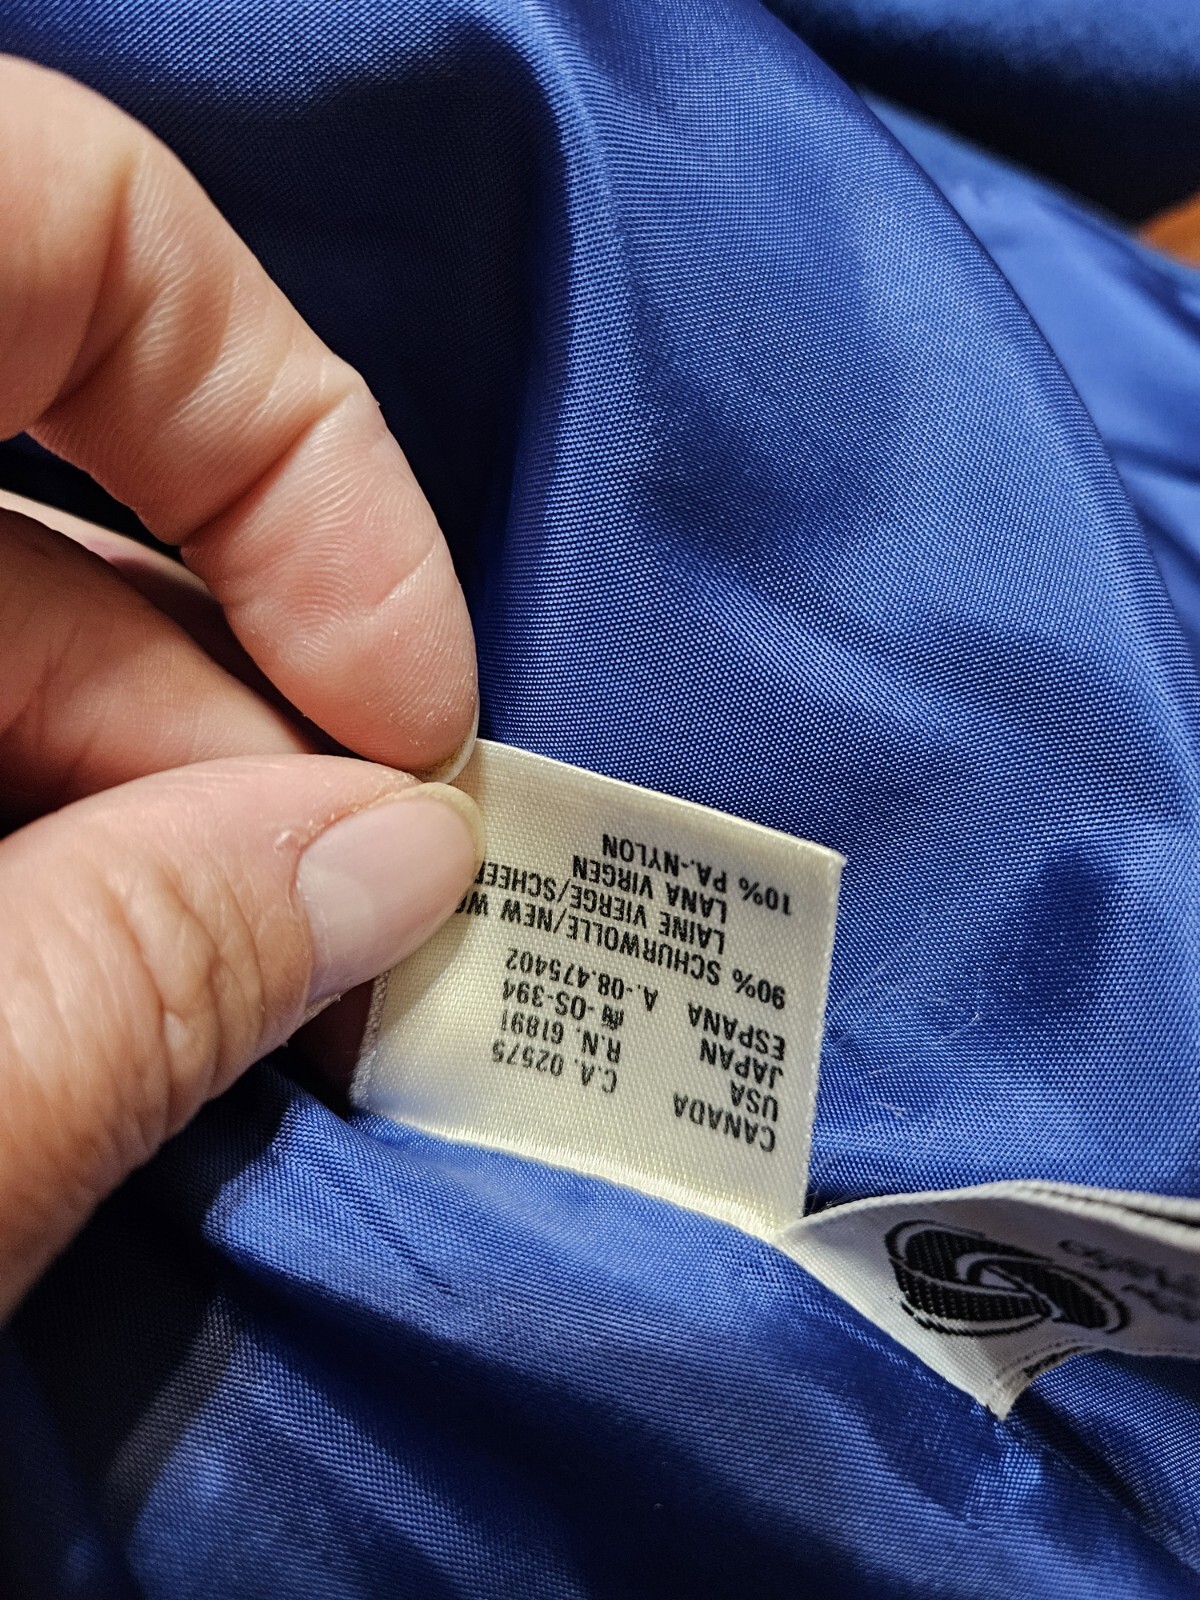 CANADA C.A. 02575
USA R.N. 61891
JAPAN -OS-394
ESPANA A.-08.475402
90% SCHURWOLLE/NEW
LAINE VIERGE/
LANA VIRGEN
10% PA.-NYLON